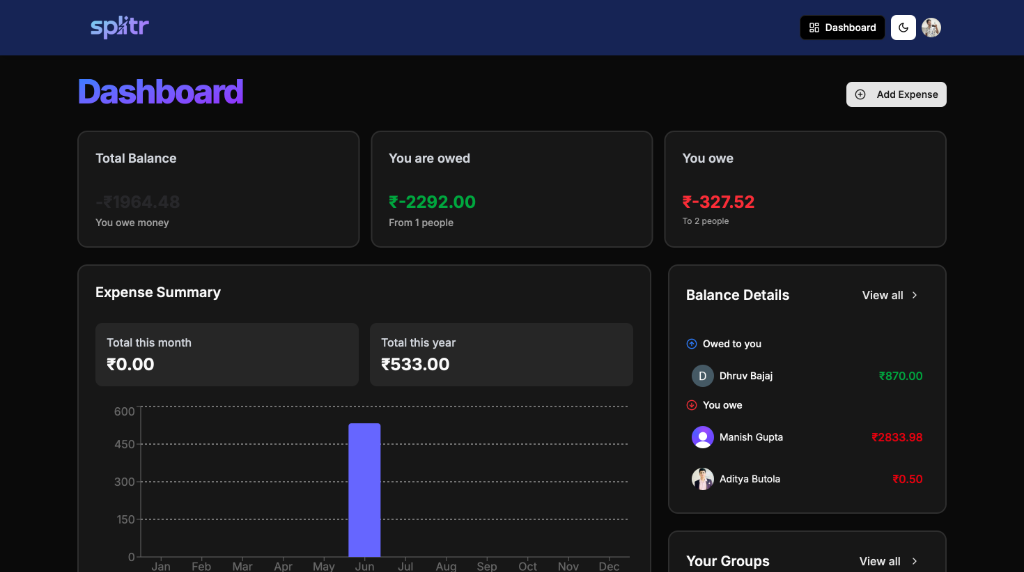 splitr
Dashboard
Dashboard
Add Expense
Total Balance
-₹1964.48
You owe money
You are owed
₹-2292.00
From 1 people
You owe
₹-327.52
To 2 people
Expense Summary
Total this month
₹0.00
Total this year
₹533.00
600
450
300
150
0
Jan Feb Mar Apr May Jun Jul Aug Sep Oct Nov Dec
Balance Details
View all
Owed to you
D Dhruv Bajaj ₹870.00
You owe
Manish Gupta ₹2833.98
Aditya Butola ₹0.50
Your Groups
View all